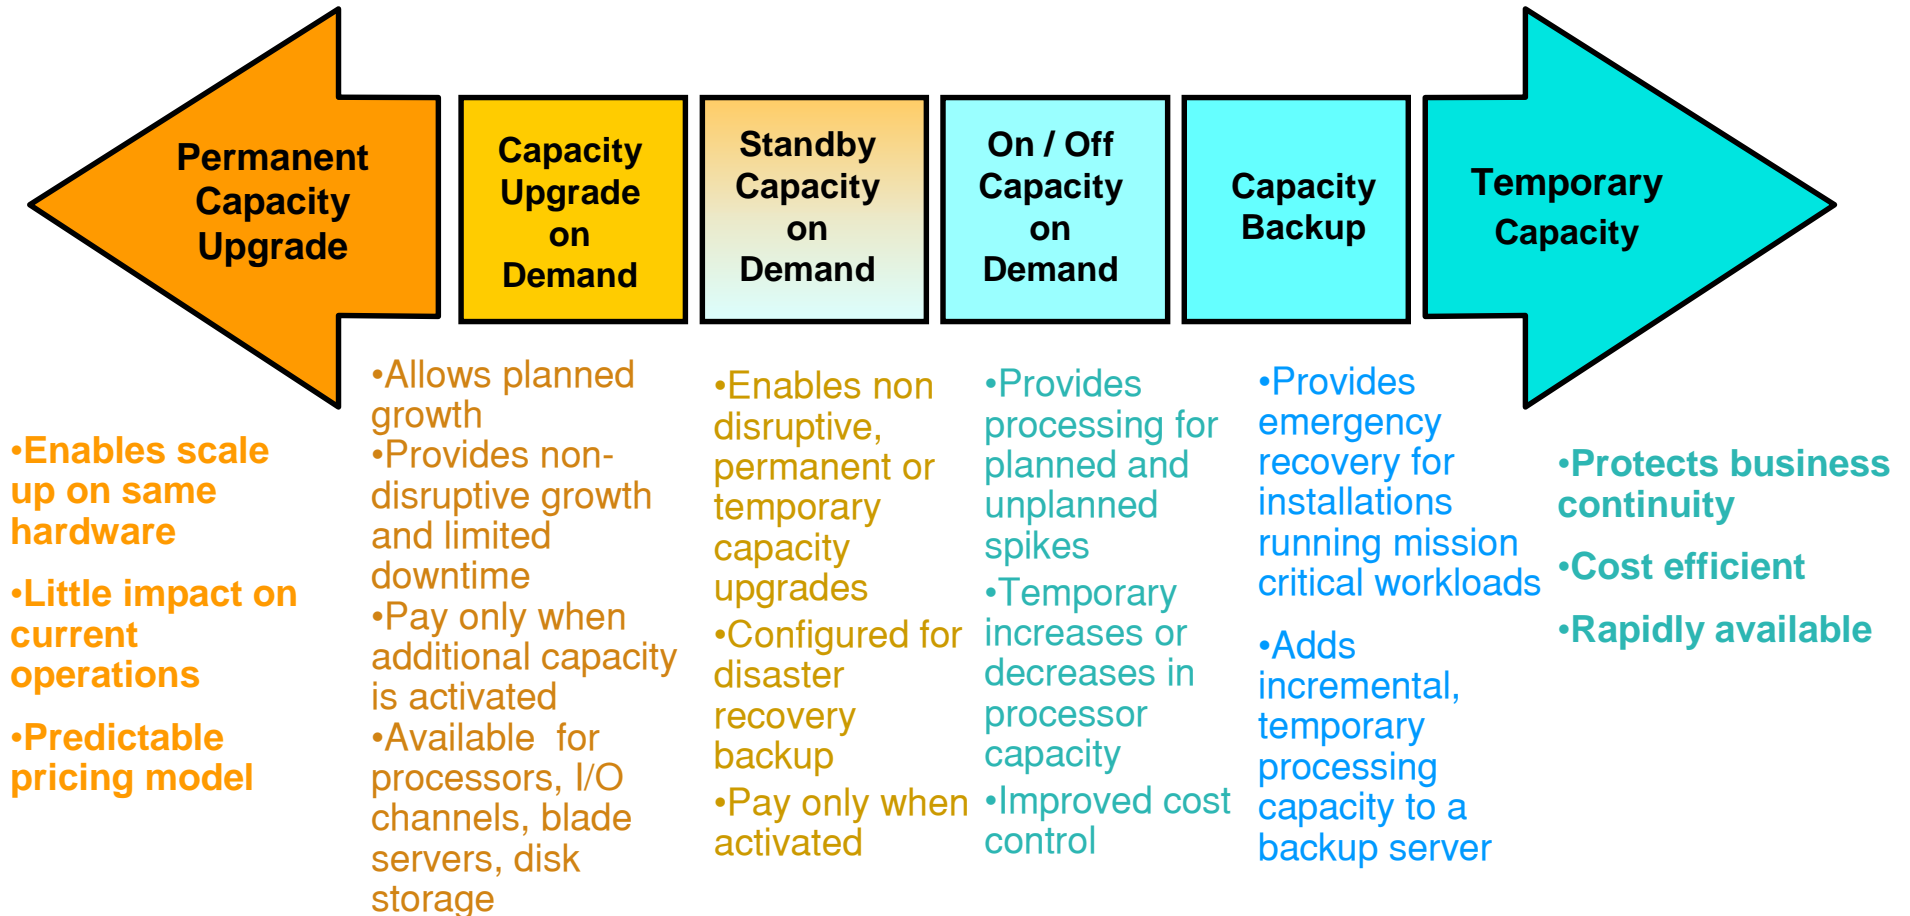 Permanent
Capacity
Upgrade
Capacity
Upgrade
on
Demand
Standby
Capacity
on
Demand
On / Off
Capacity
on
Demand
Capacity
Backup
Temporary
Capacity
•Enables scale
up on same
hardware
•Little impact on
current
operations
•Predictable
pricing model
•Allows planned
growth
•Provides non-
disruptive growth
and limited
downtime
•Pay only when
additional capacity
is activated
•Available  for
processors, I/O
channels, blade
servers, disk
storage
•Enables non
disruptive,
permanent or
temporary
capacity
upgrades
•Configured for
disaster
recovery
backup
•Pay only when
activated
•Provides
processing for
planned and
unplanned
spikes
•Temporary
increases or
decreases in
processor
capacity
•Improved cost
control
•Provides
emergency
recovery for
installations
running mission
critical workloads
•Adds
incremental,
temporary
processing
capacity to a
backup server
•Protects business
continuity
•Cost efficient
•Rapidly available